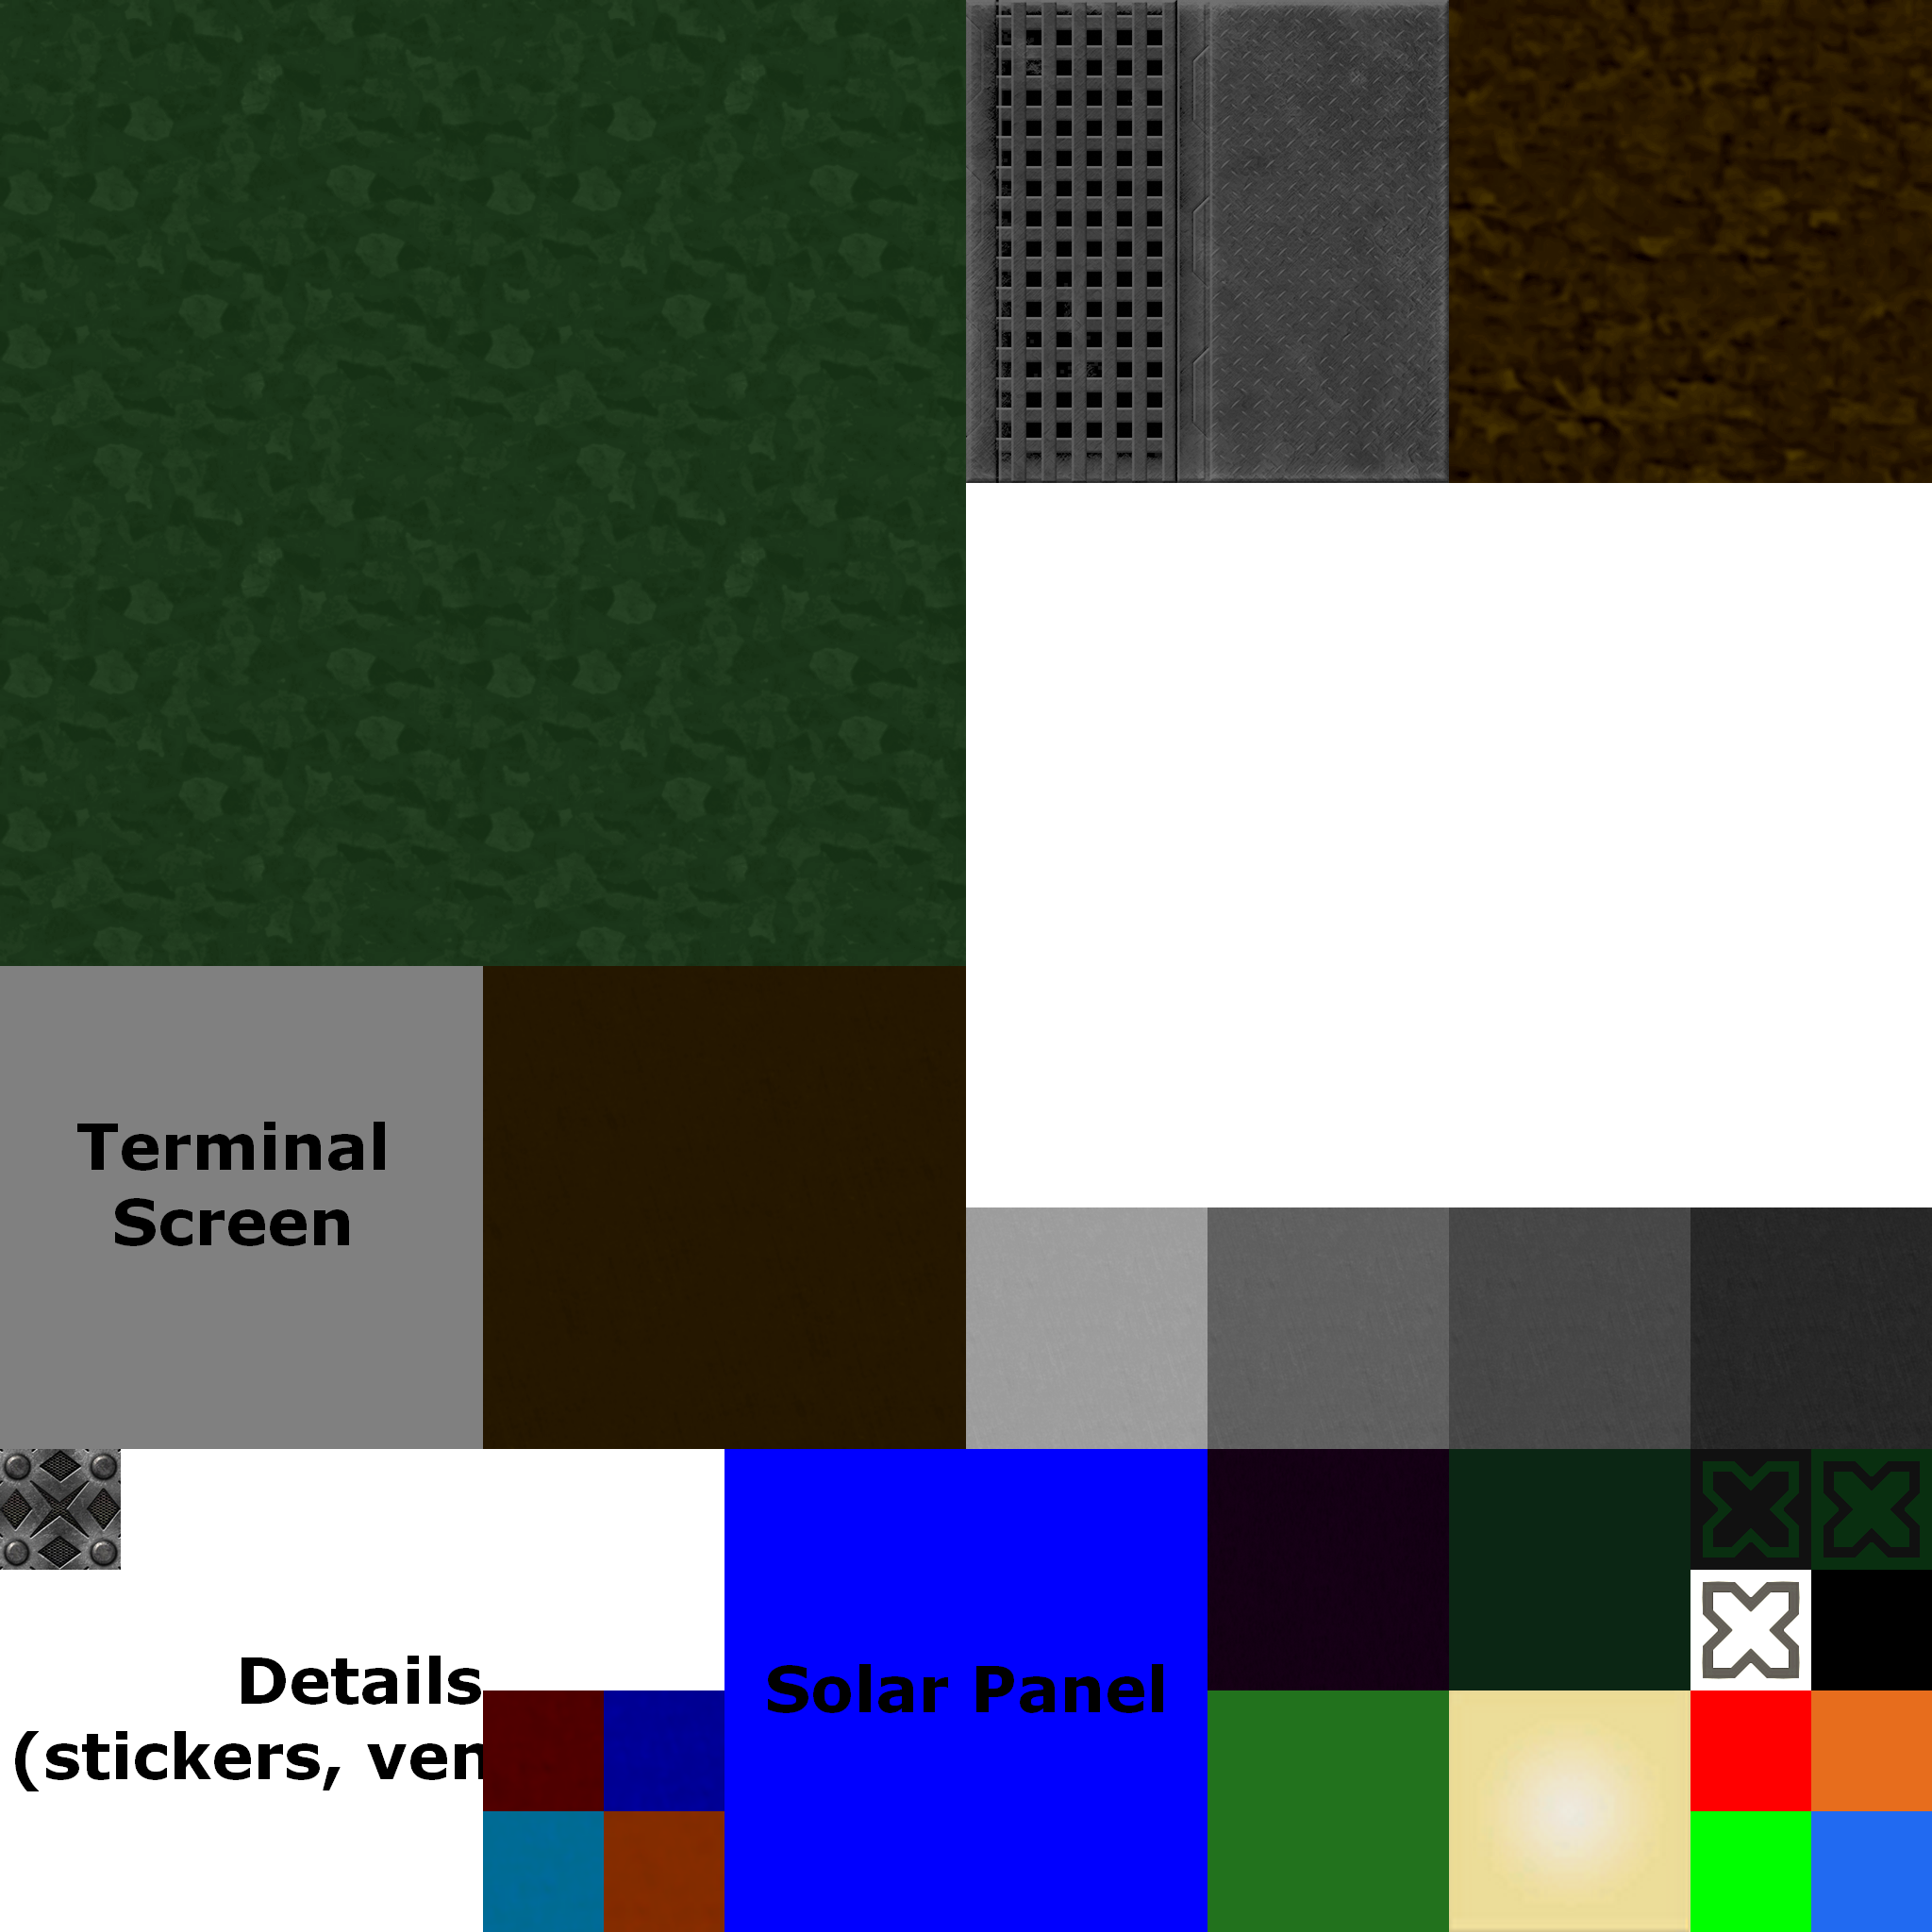 Terminal
Screen
Details
(stickers, ven
Solar Panel